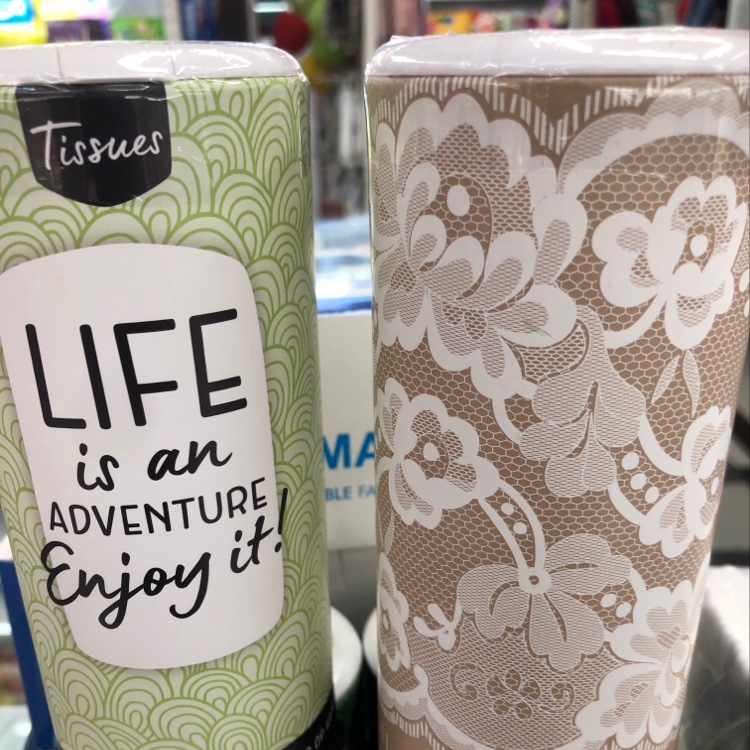 Tissues
LIFE
is an
ADVENTURE
Enjoy it!
MA
BLE FA